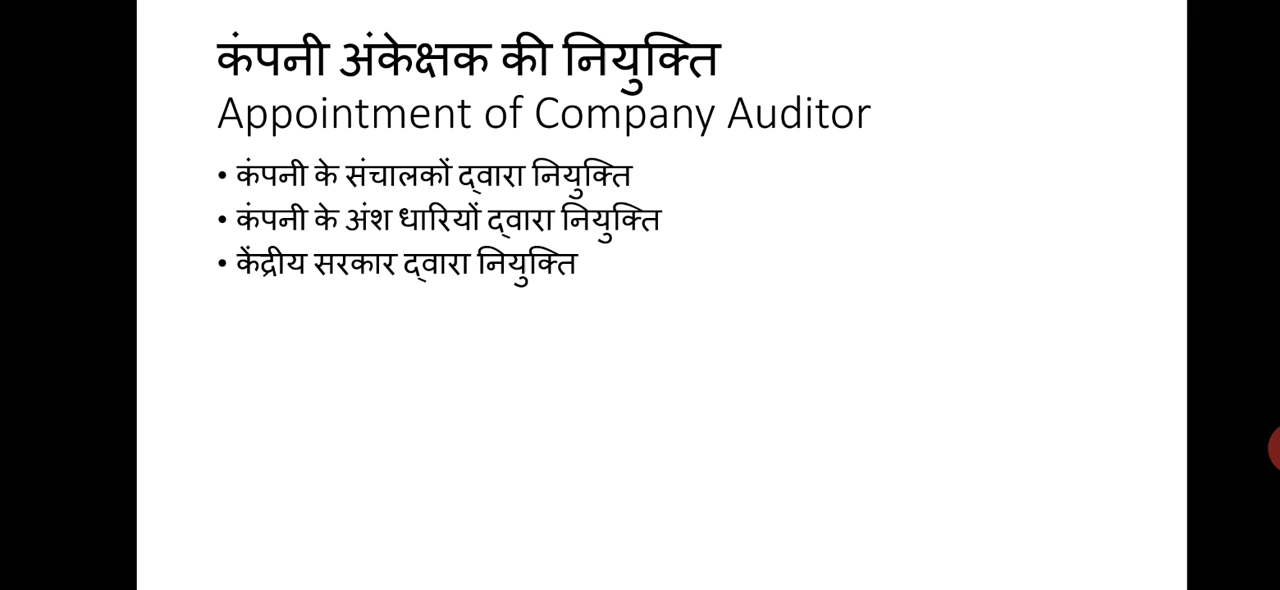 कंपनी अंकेक्षक की नियुक्ति
Appointment of Company Auditor
• कंपनी के संचालकों द्वारा नियुक्ति
• कंपनी के अंश धारियों द्वारा नियुक्ति
• केंद्रीय सरकार द्वारा नियुक्ति